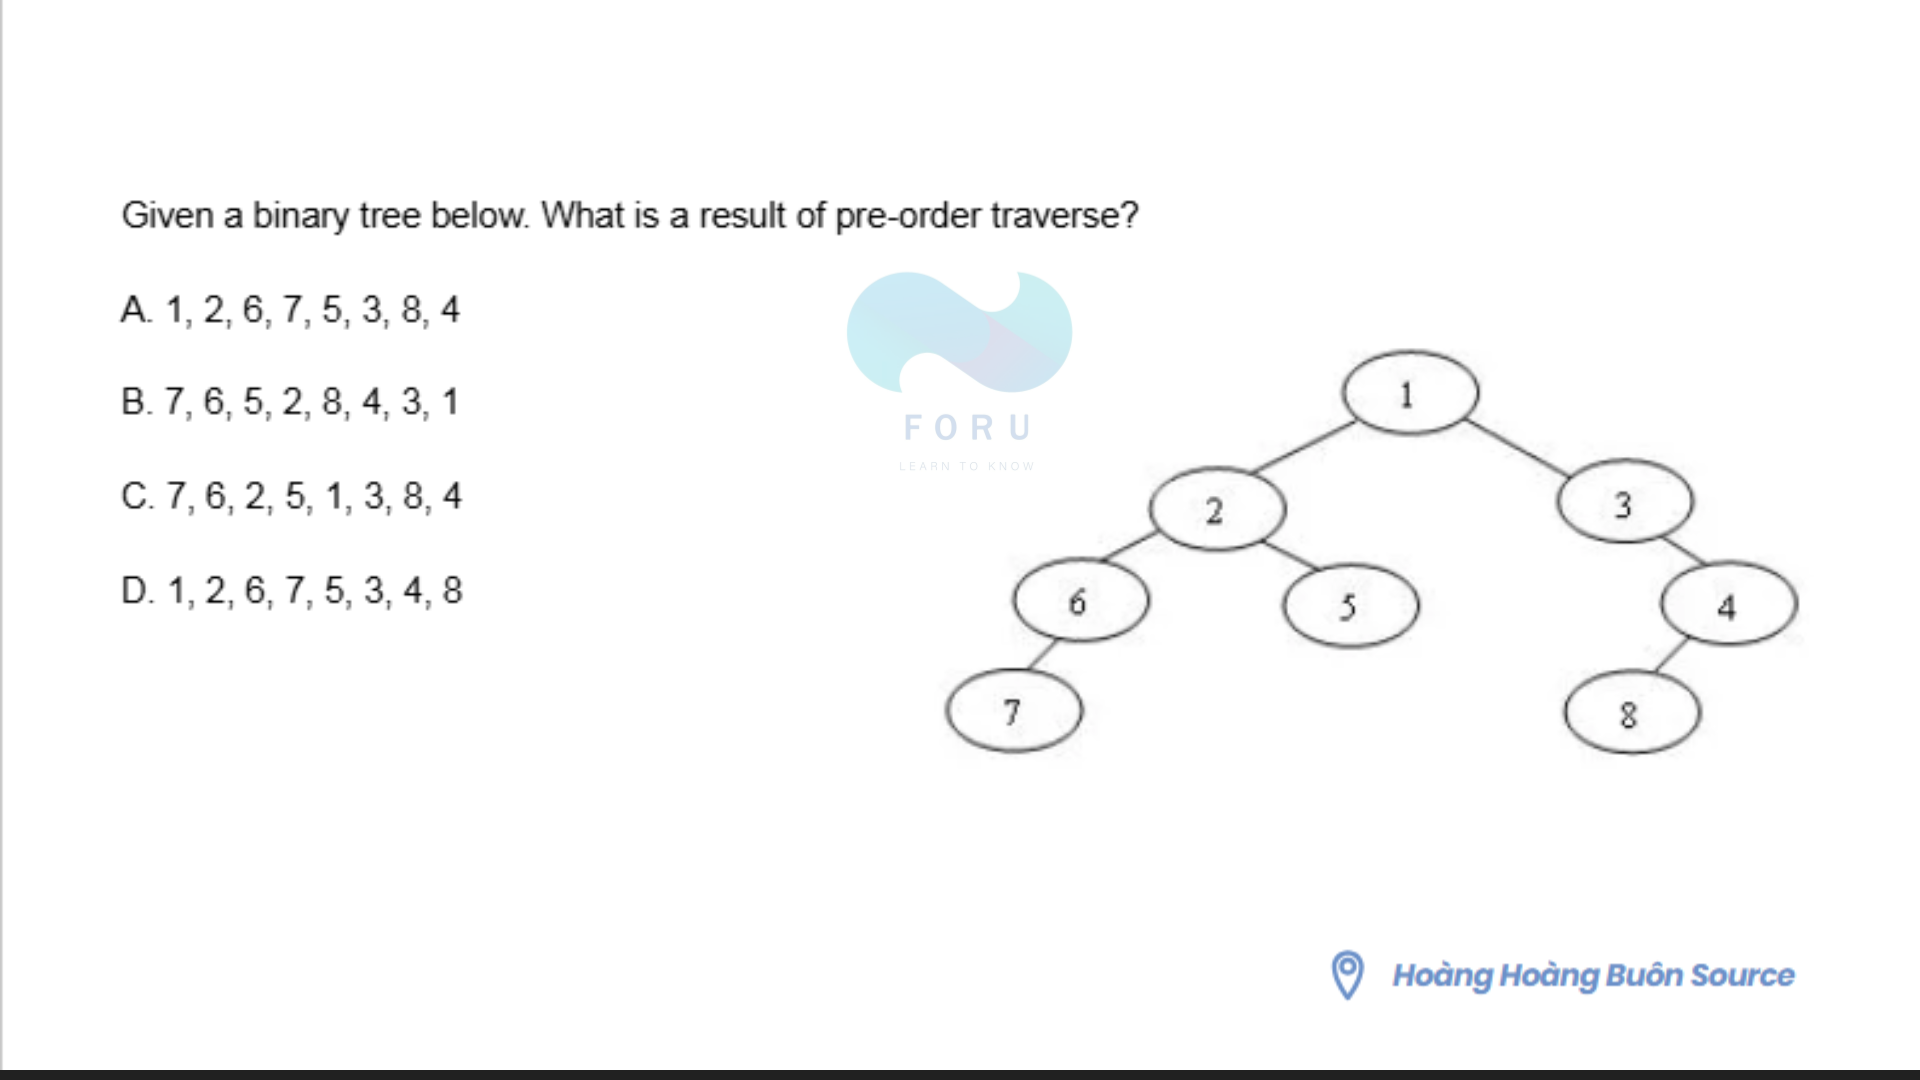 Given a binary tree below. What is a result of pre-order traverse?
A. 1, 2, 6, 7, 5, 3, 8, 4
B. 7, 6, 5, 2, 8, 4, 3, 1
C. 7, 6, 2, 5, 1, 3, 8, 4
D. 1, 2, 6, 7, 5, 3, 4, 8
FORU
LEARN TO KNOW
1
2
3
6
5
4
7
8
Hoàng Hoàng Buôn Source